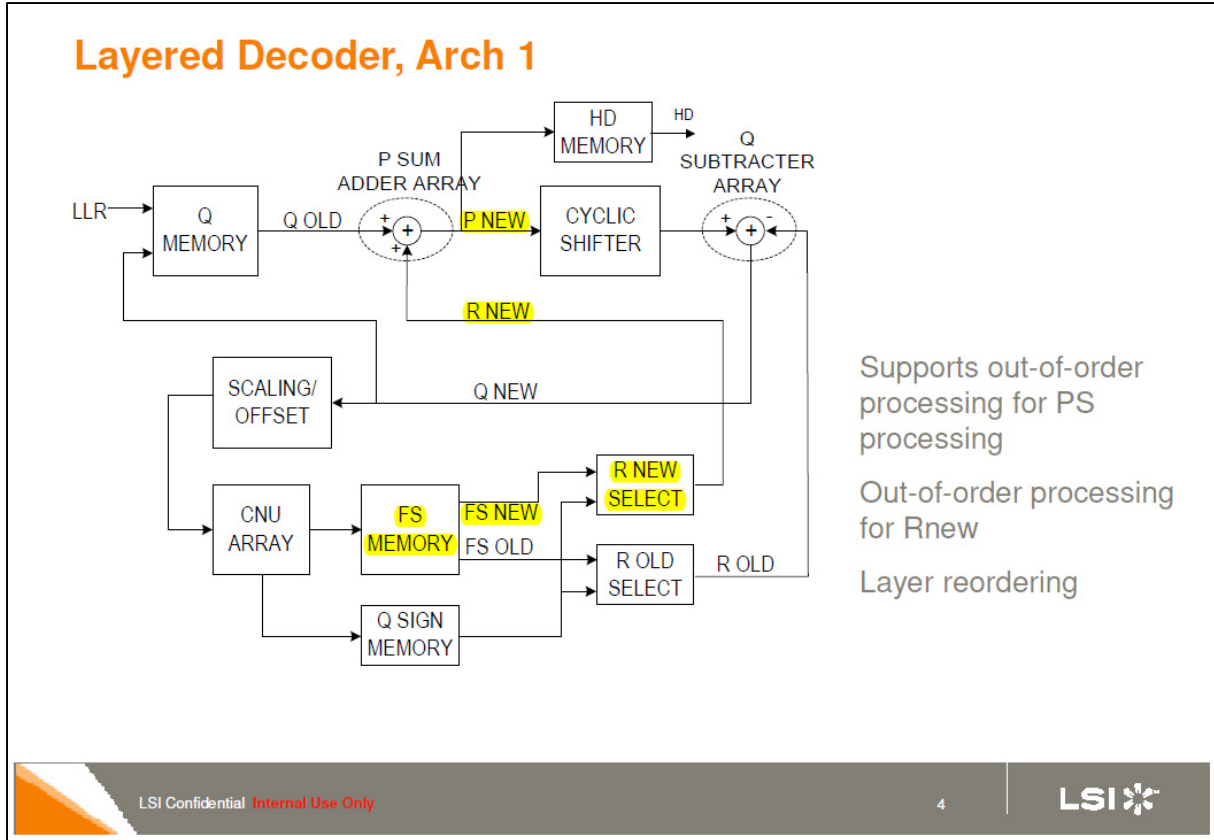 Layered Decoder, Arch 1
HD
MEMORY
HD
Q
SUBTRACTER
ARRAY
P SUM
ADDER ARRAY
LLR
Q
MEMORY
Q OLD
+
+
+
P NEW
CYCLIC
SHIFTER
+
-
+
R NEW
SCALING/
OFFSET
Q NEW
CNU
ARRAY
FS
MEMORY
FS NEW
FS OLD
R NEW
SELECT
R OLD
SELECT
R OLD
Q SIGN
MEMORY
Supports out-of-order
processing for PS
processing
Out-of-order processing
for Rnew
Layer reordering
LSI Confidential Internal Use Only
4
LSI